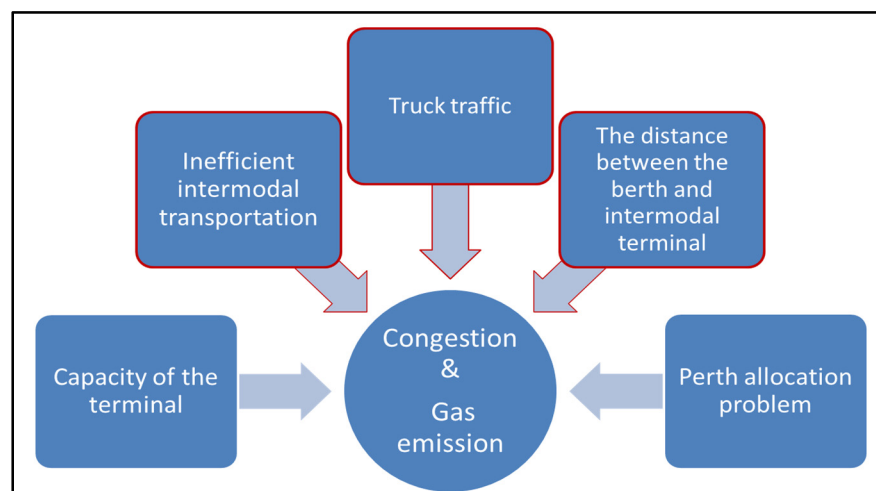 Truck traffic
Inefficient
intermodal
transportation
The distance
between the
berth and
intermodal
terminal
Capacity of the
terminal
Congestion
&
Gas
emission
Perth allocation
problem